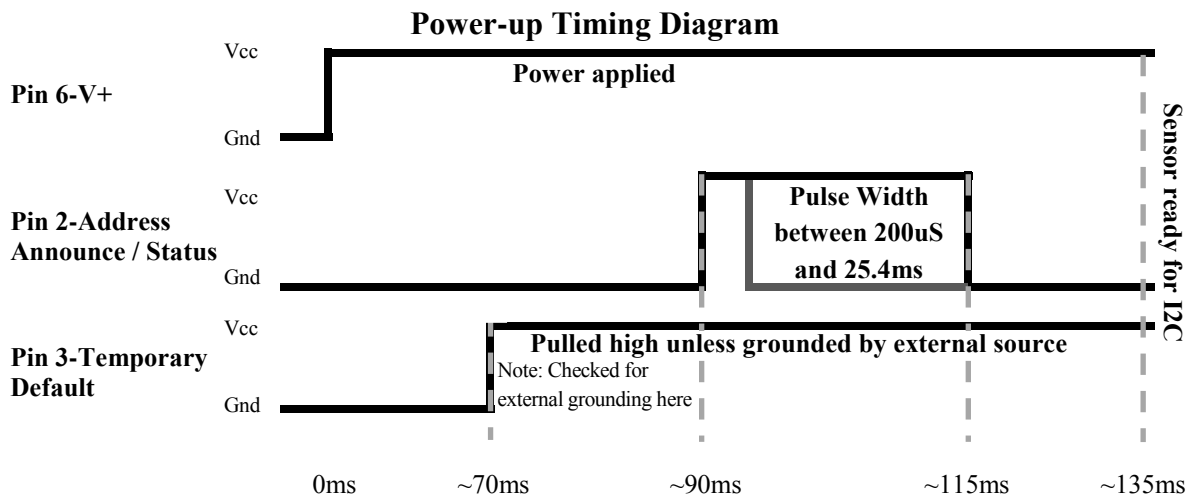 Power-up Timing Diagram
Vcc
Power applied
Pin 6-V+
Gnd
Vcc
Pin 2-Address
Announce / Status
Pulse Width
between 200uS
and 25.4ms
Gnd
Vcc
Pulled high unless grounded by external source
Pin 3-Temporary
Default
Note: Checked for
external grounding here
Gnd
Sensor ready for I2C
0ms ~70ms ~90ms ~115ms ~135ms